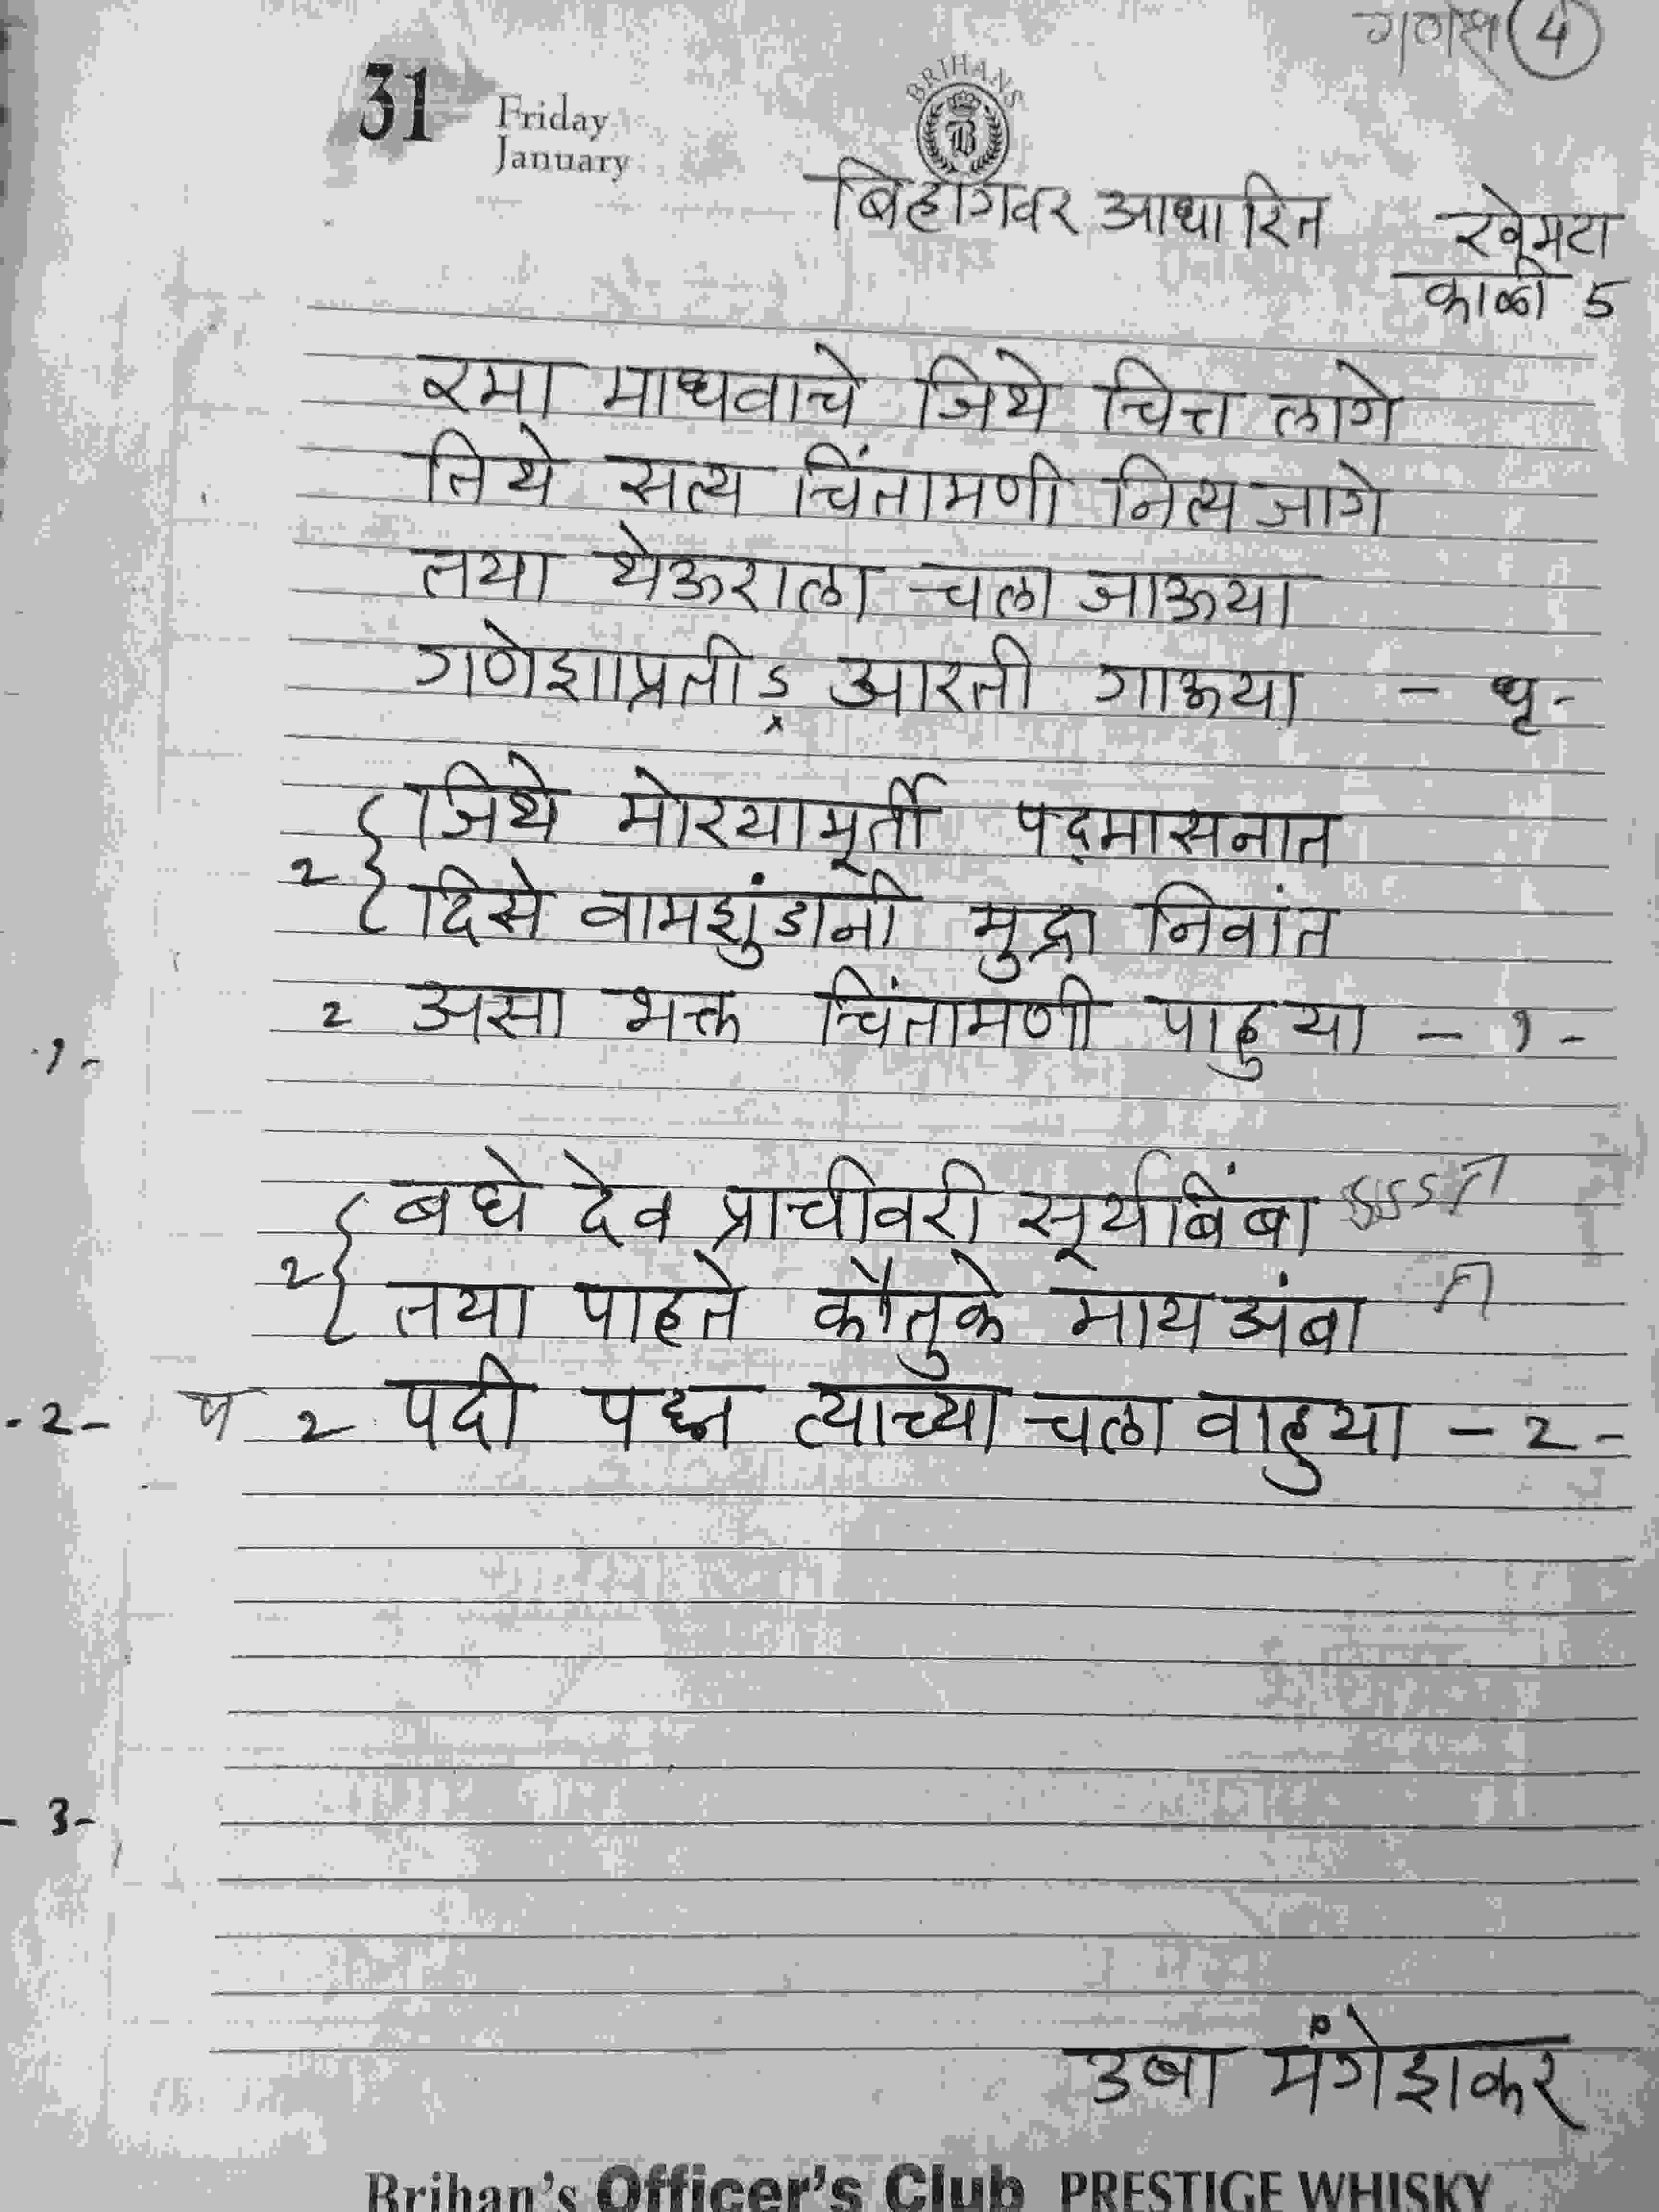 गणेश 4
31 Friday
January
BRIHANS
B
बिहागवर आधारित खेमटा
काळी 5
रमा माधवाचे जिथे चित्त लागे
तिथे सत्य चिंतामणी नित्य जागे
तया थेऊराला चला जाऊया
गणेशाप्रती ऽ आरती गाऊया - धृ -
2 { जिथे मोरयामूर्ती पद्मासनात
दिसे वामशुंडानी मुद्रा निवांत
2 असा भक्त चिंतामणी पाहुया - १ -
-१-
2 { बघे देव प्राचीवरी सूर्यबिंबा ऽऽऽऽ
तया पाहते कौतुके माय अंबा
-2- 2 पदी पद्म त्याच्या चला वाहुया - 2 -
- 3-
उषा मंगेशकर
Brihan's Officer's Club PRESTIGE WHISKY